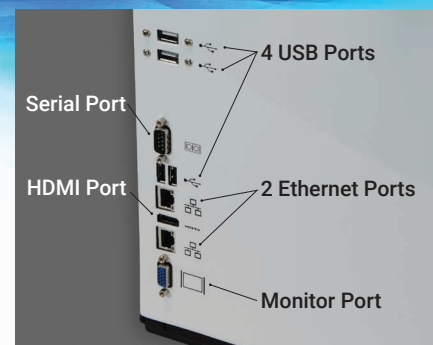 4 USB Ports
Serial Port
HDMI Port
2 Ethernet Ports
Monitor Port